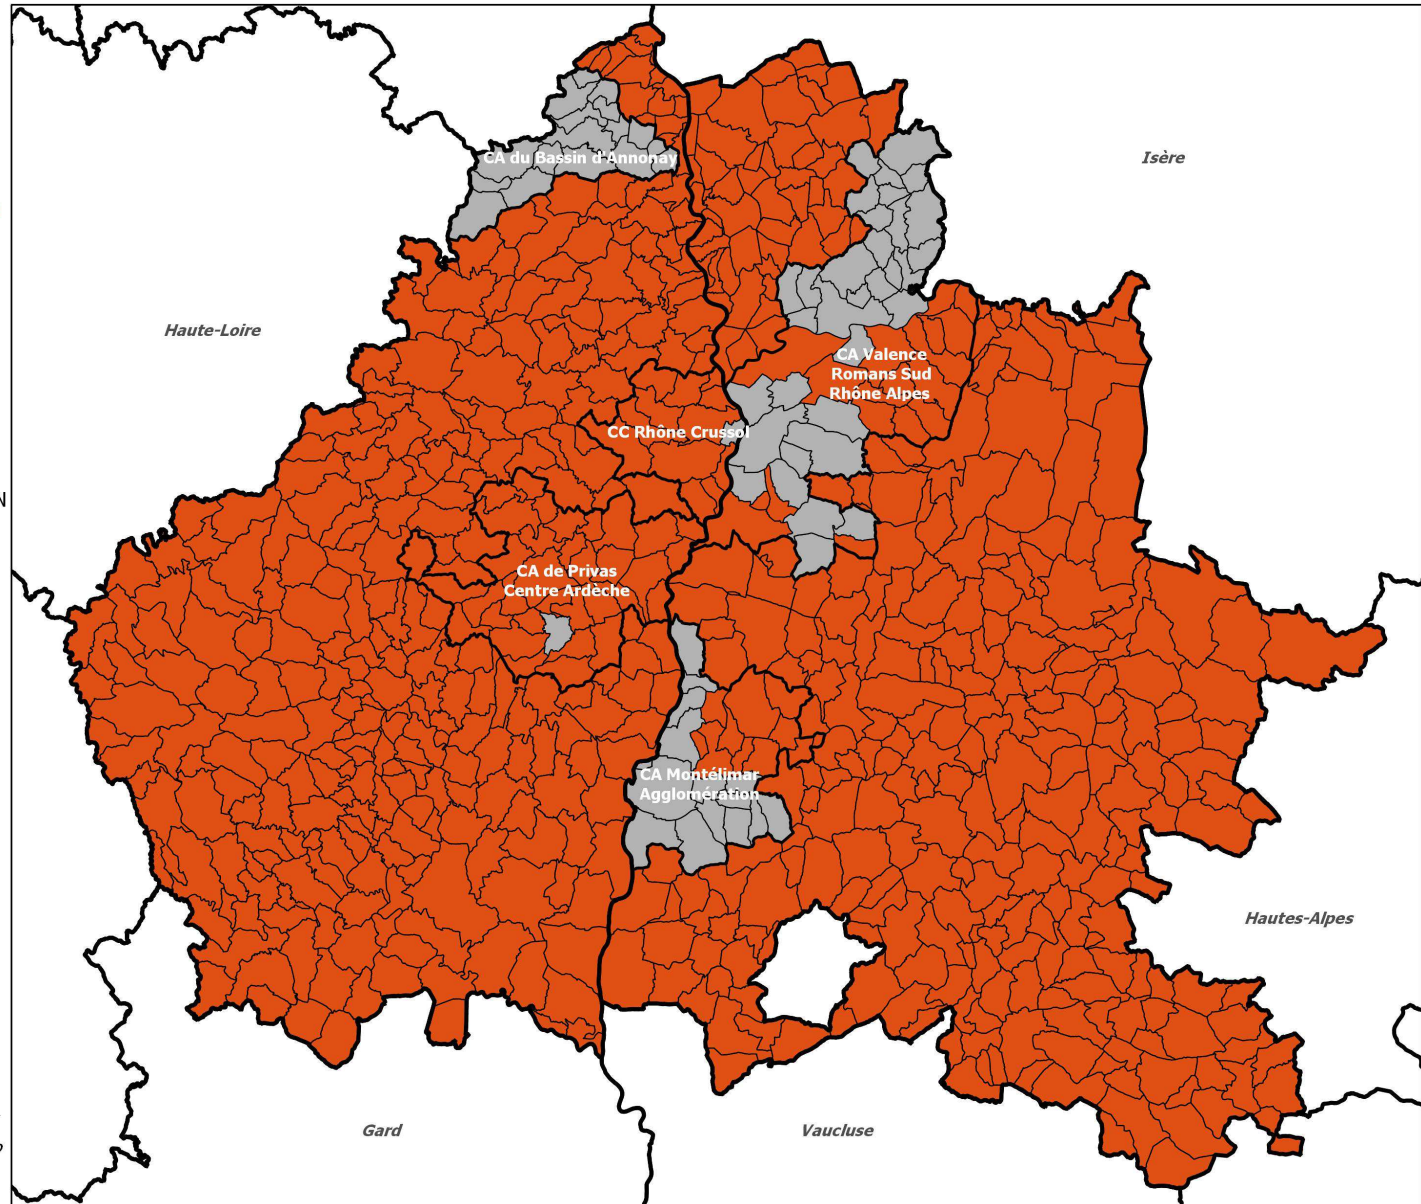 CA du Bassin d'Annonay
Isère
Haute-Loire
CA Valence
Romans Sud
Rhône Alpes
CC Rhône Crussol
N
CA de Privas
Centre Ardèche
CA Montélimar
Agglomération
Hautes-Alpes
Gard
Vaucluse